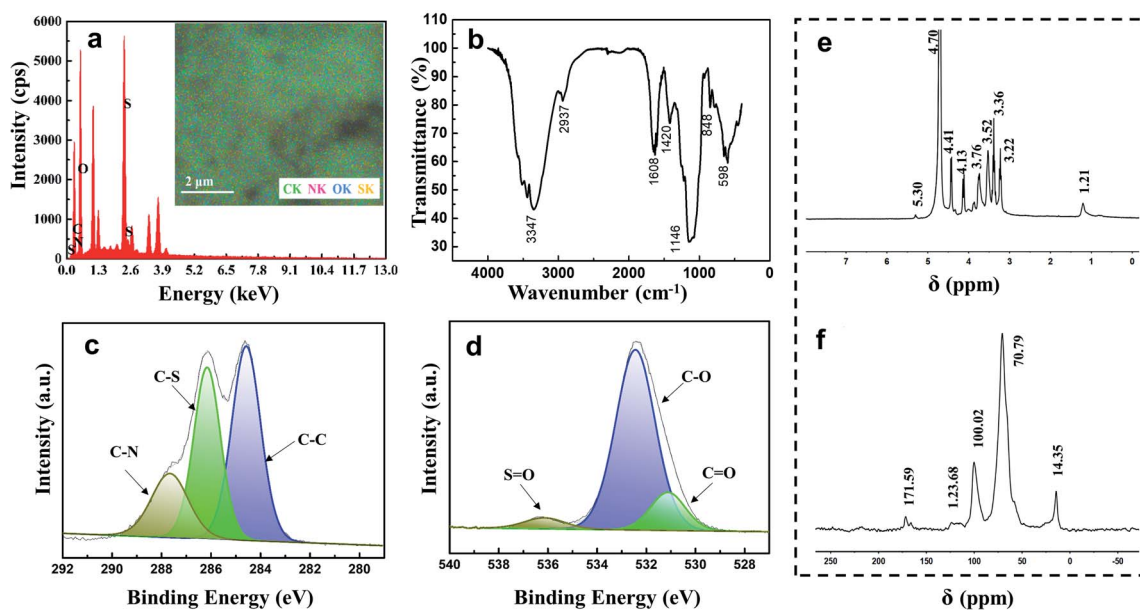 a
6000
5000
4000
3000
2000
1000
0
Intensity (cps)
S
O
C
N
S
S
2 μm
CK NK OK SK
0.0 1.3 2.6 3.9 5.2 6.5 7.8 9.1 10.4 11.7 13.0
Energy (keV)
b
110
100
90
80
70
60
50
40
30
Transmittance (%)
3347
2937
1608
1420
1146
848
598
4000 3000 2000 1000 0
Wavenumber (cm-1)
c
Intensity (a.u.)
C-N
C-S
C-C
292 290 288 286 284 282 280
Binding Energy (eV)
d
Intensity (a.u.)
S=O
C-O
C=O
540 538 536 534 532 530 528
Binding Energy (eV)
e
5.30
4.70
4.41
4.13
3.76
3.52
3.36
3.22
1.21
7 6 5 4 3 2 1 0
δ (ppm)
f
171.59
1.23.68
100.02
70.79
14.35
250 200 150 100 50 0 -50
δ (ppm)